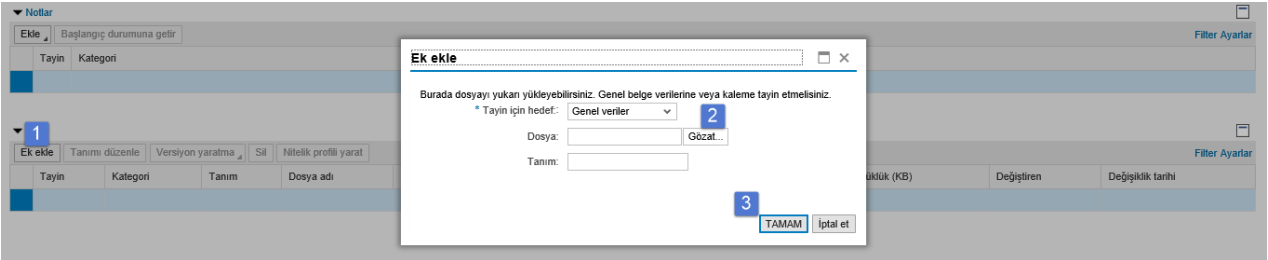 Notlar
Ekle Başlangıç durumuna getir Filter Ayarlar
Tayin Kategori
Ek ekle
Burada dosyayı yukarı yükleyebilirsiniz. Genel belge verilerine veya kaleme tayin etmelisiniz.
* Tayin için hedef: Genel veriler
2
Dosya: Gözat...
Tanım:
3
TAMAM İptal et
1
Ek ekle Tanımı düzenle Versiyon yaratma Sil Nitelik profili yarat Filter Ayarlar
Tayin Kategori Tanım Dosya adı (KB) Değiştiren Değişiklik tarihi